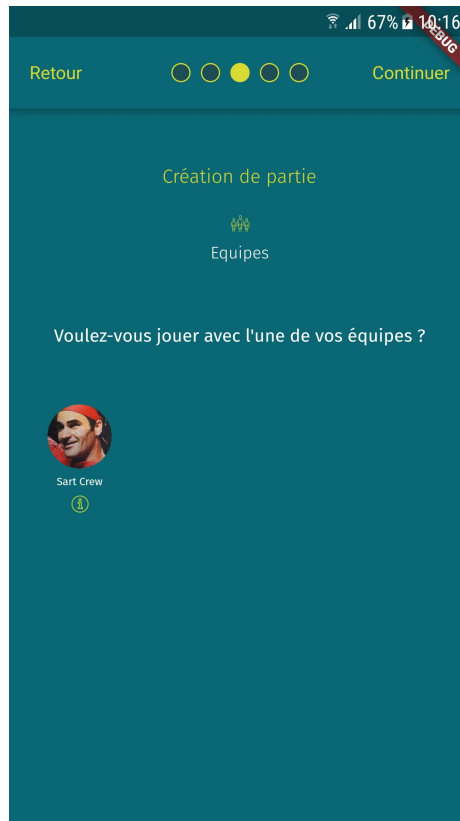 67% 10:16
DEBUG
Retour
Continuer
Création de partie
Equipes
Voulez-vous jouer avec l'une de vos équipes ?
Sart Crew